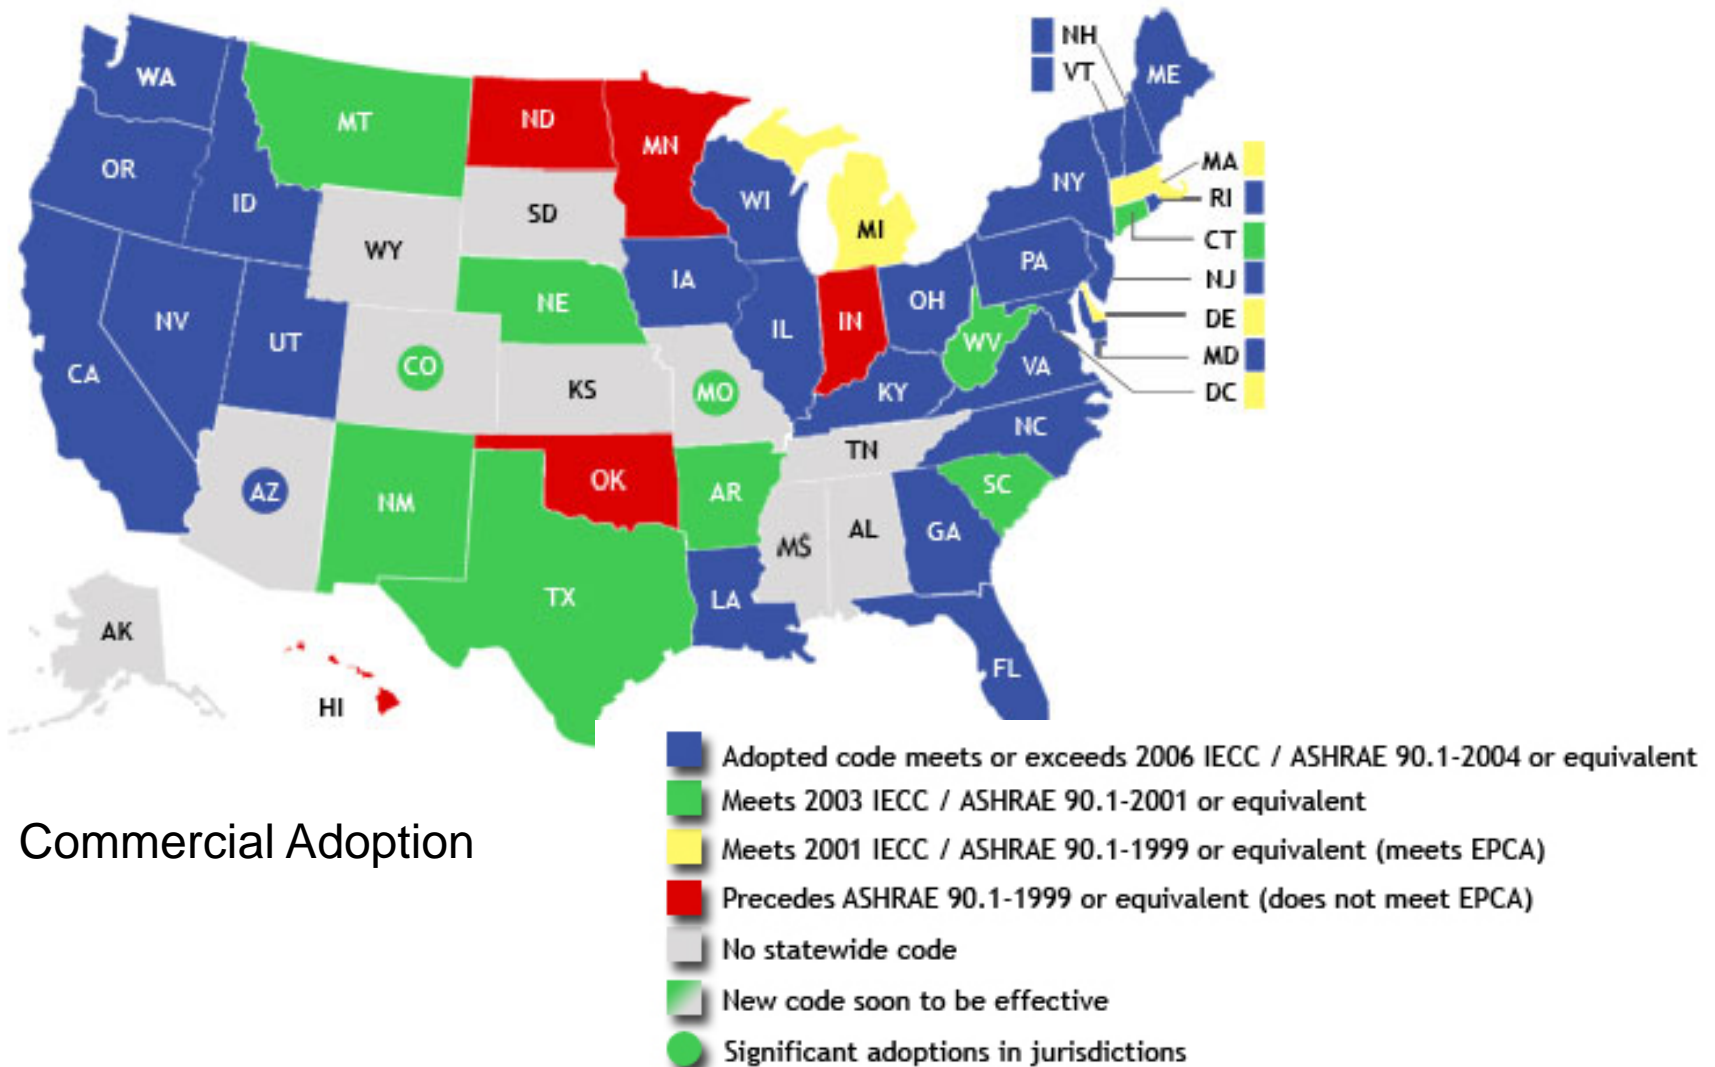 NH
VT
ME
WA
MT
ND
MN
OR
ID
SD
WI
NY
MA
RI
WY
MI
CT
IA
PA
NJ
NE
OH
NV
UT
IL
IN
WV
DE
CA
CO
KS
MO
KY
VA
MD
DC
TN
NC
AZ
NM
OK
AR
SC
MS
AL
GA
TX
LA
AK
HI
FL
Adopted code meets or exceeds 2006 IECC / ASHRAE 90.1-2004 or equivalent
Meets 2003 IECC / ASHRAE 90.1-2001 or equivalent
Commercial Adoption
Meets 2001 IECC / ASHRAE 90.1-1999 or equivalent (meets EPCA)
Precedes ASHRAE 90.1-1999 or equivalent (does not meet EPCA)
No statewide code
New code soon to be effective
Significant adoptions in jurisdictions